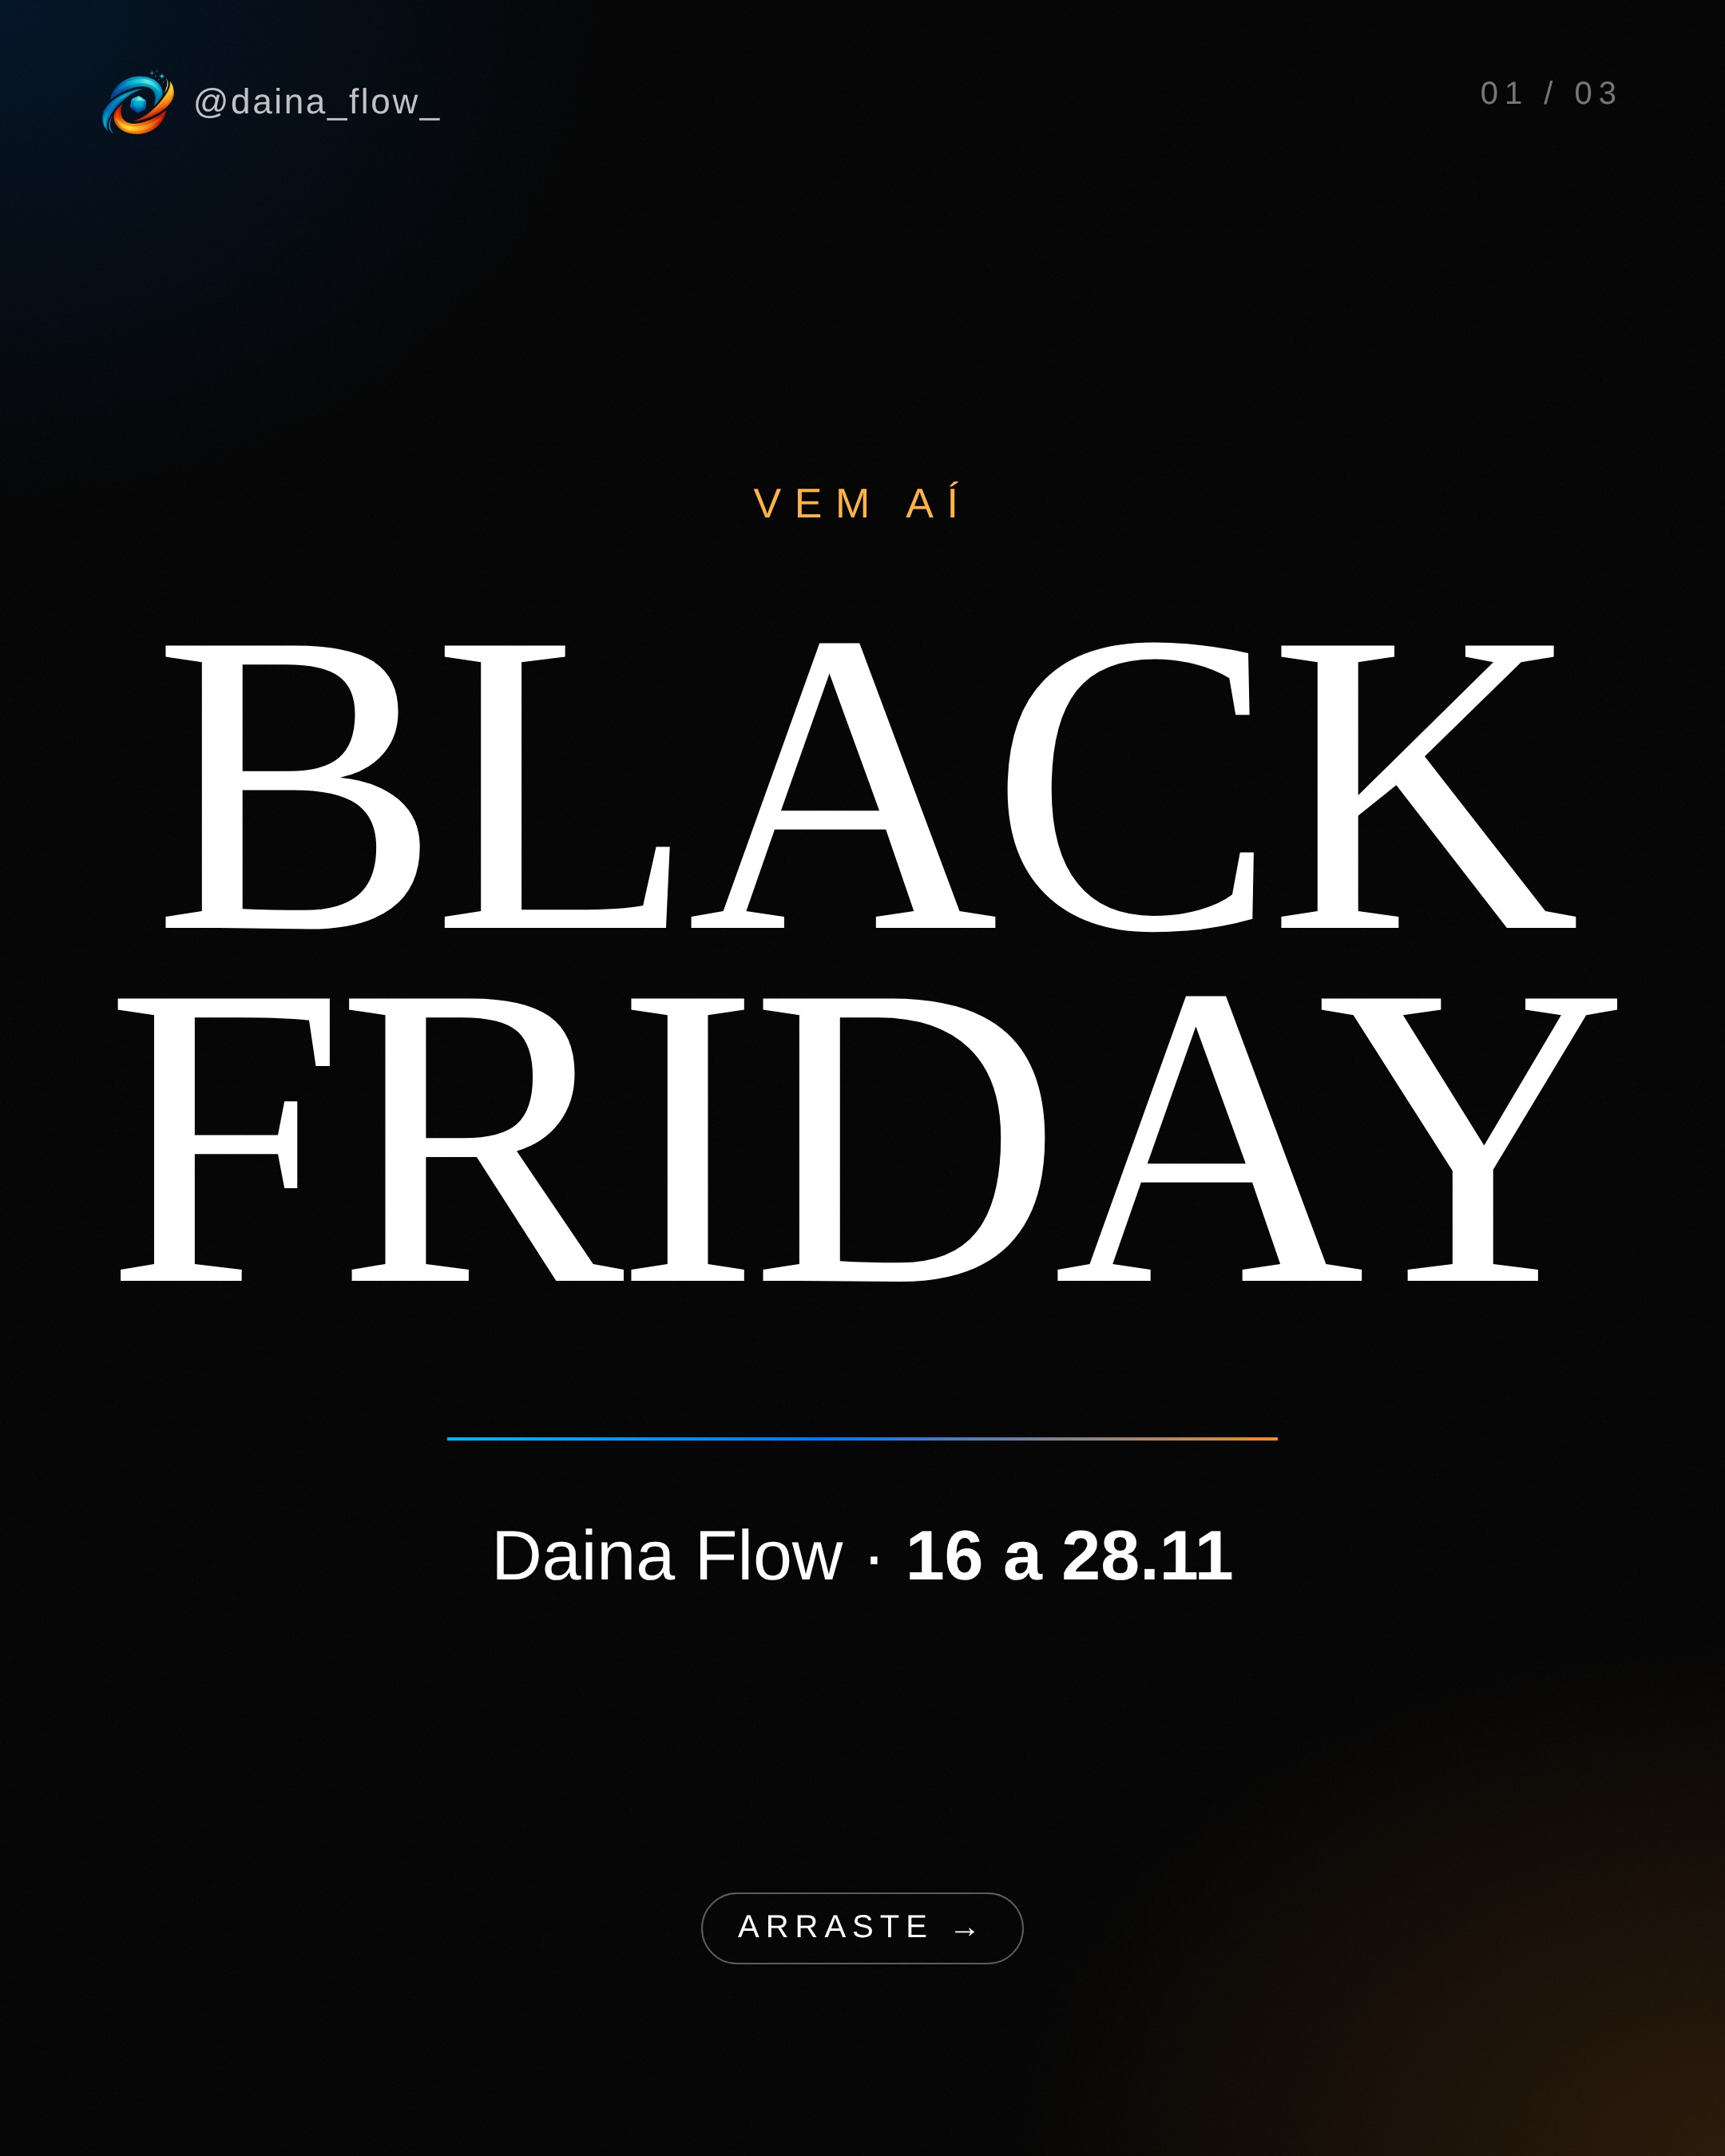 @daina_flow_
01 / 03
VEM AÍ
BLACK
FRIDAY
Daina Flow · 16 a 28.11
ARRASTE →